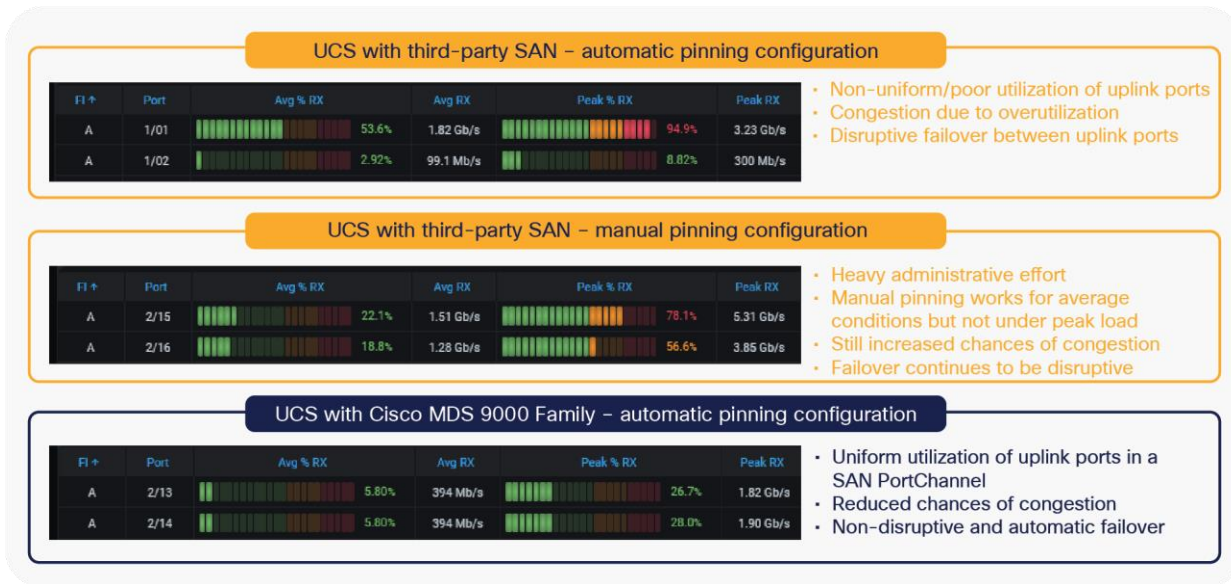 UCS with third-party SAN – automatic pinning configuration
FI ↑ Port Avg % RX Avg RX Peak % RX Peak RX
A 1/01 53.6% 1.82 Gb/s 94.9% 3.23 Gb/s
A 1/02 2.92% 99.1 Mb/s 8.82% 300 Mb/s
• Non-uniform/poor utilization of uplink ports
• Congestion due to overutilization
• Disruptive failover between uplink ports
UCS with third-party SAN – manual pinning configuration
FI ↑ Port Avg % RX Avg RX Peak % RX Peak RX
A 2/15 22.1% 1.51 Gb/s 78.1% 5.31 Gb/s
A 2/16 18.8% 1.28 Gb/s 56.6% 3.85 Gb/s
• Heavy administrative effort
• Manual pinning works for average
conditions but not under peak load
• Still increased chances of congestion
• Failover continues to be disruptive
UCS with Cisco MDS 9000 Family – automatic pinning configuration
FI ↑ Port Avg % RX Avg RX Peak % RX Peak RX
A 2/13 5.80% 394 Mb/s 26.7% 1.82 Gb/s
A 2/14 5.80% 394 Mb/s 28.0% 1.90 Gb/s
• Uniform utilization of uplink ports in a
SAN PortChannel
• Reduced chances of congestion
• Non-disruptive and automatic failover